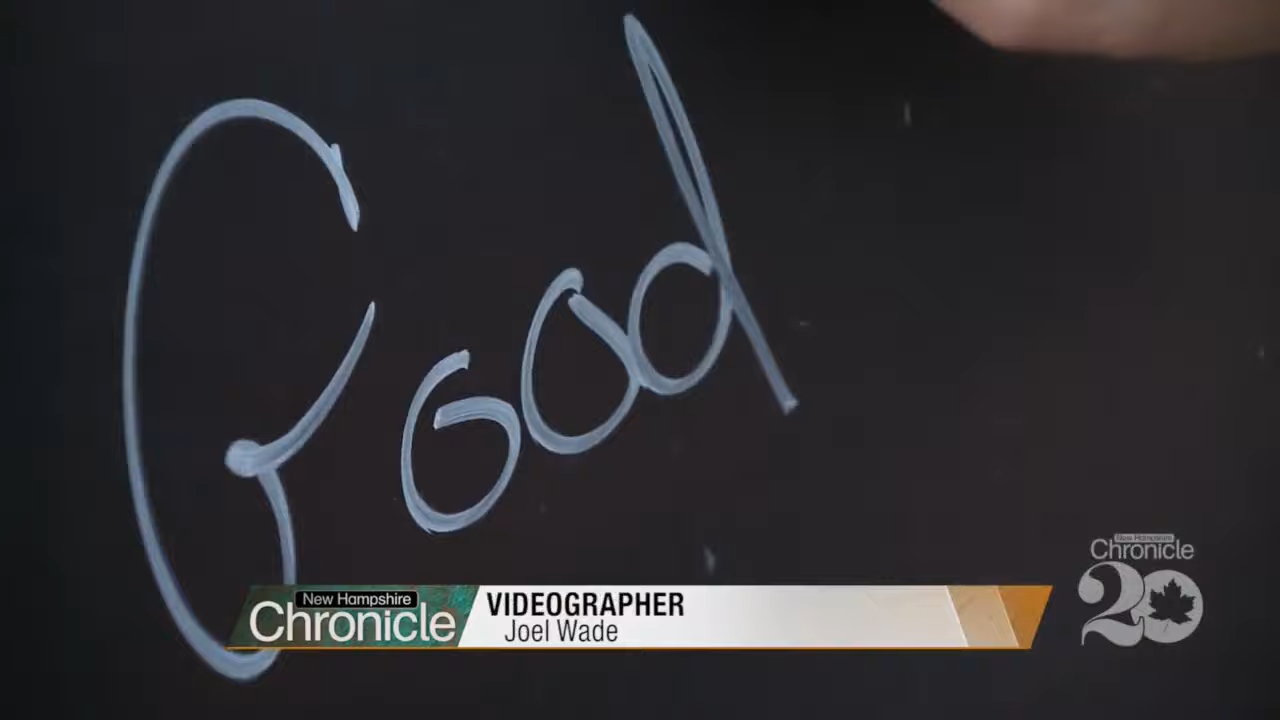 Good
New Hampshire
Chronicle
VIDEOGRAPHER
Joel Wade
New Hampshire
Chronicle
20